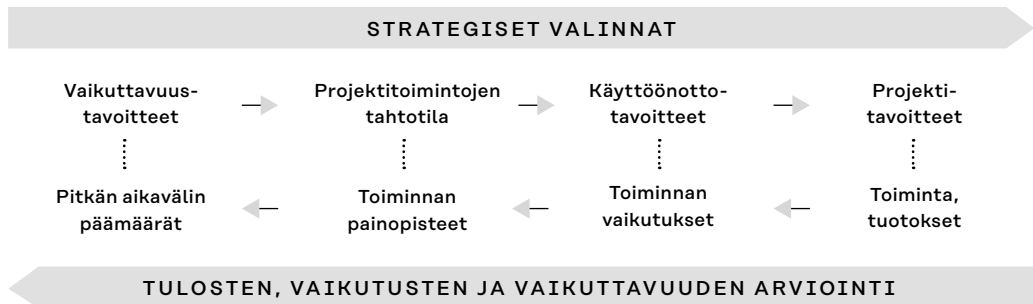 STRATEGISET VALINNAT
Vaikuttavuus-
tavoitteet
Projektitoimintojen
tahtotila
Käyttöönotto-
tavoitteet
Projekti-
tavoitteet
Pitkän aikavälin
päämäärät
Toiminnan
painopisteet
Toiminnan
vaikutukset
Toiminta,
tuotokset
TULOSTEN, VAIKUTUSTEN JA VAIKUTTAVUUDEN ARVIOINTI